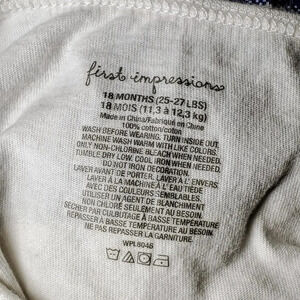 first impressions
18 MONTHS (25-27 LBS)
18 MOIS (11,3 à 12,3 kg)
Made in China/Fabriqué en Chine
100% cotton/coton
WASH BEFORE WEARING. TURN INSIDE OUT.
MACHINE WASH WARM WITH LIKE COLORS.
ONLY NON-CHLORINE BLEACH WHEN NEEDED.
TUMBLE DRY LOW. COOL IRON WHEN NEEDED.
DO NOT IRON DECORATION.
LAVER AVANT DE PORTER. LAVER À L'ENVERS.
LAVER À LA MACHINE À L'EAU TIÈDE
AVEC DES COULEURS SEMBLABLES.
UTILISER UN AGENT DE BLANCHIMENT
NON CHLORÉ SEULEMENT AU BESOIN.
SÉCHER PAR CULBUTAGE À BASSE TEMPÉRATURE
REPASSER À BASSE TEMPÉRATURE AU BESOIN.
NE PAS REPASSER LA GARNITURE.
WPL8046